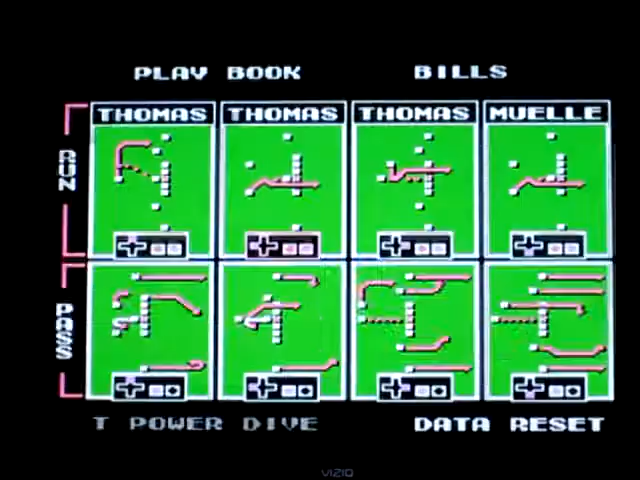 PLAY BOOK BILLS
THOMAS THOMAS THOMAS MUELLE
RUN
PASS
T POWER DIVE DATA RESET
VIZIO